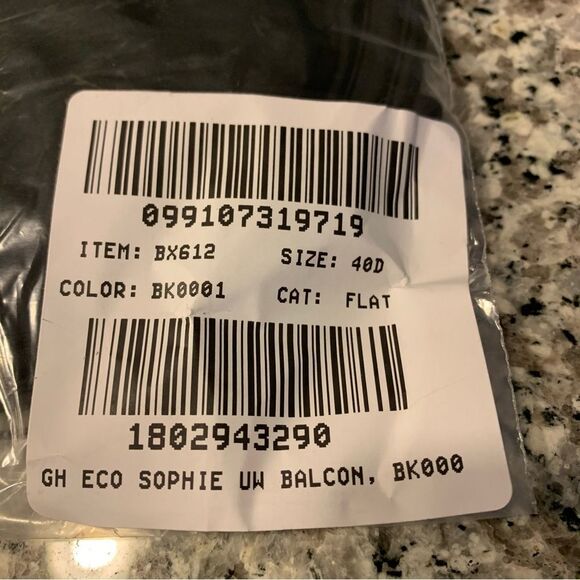 099107319719
ITEM: BX612 SIZE: 40D
COLOR: BK0001 CAT: FLAT
1802943290
GH ECO SOPHIE UW BALCON, BK000